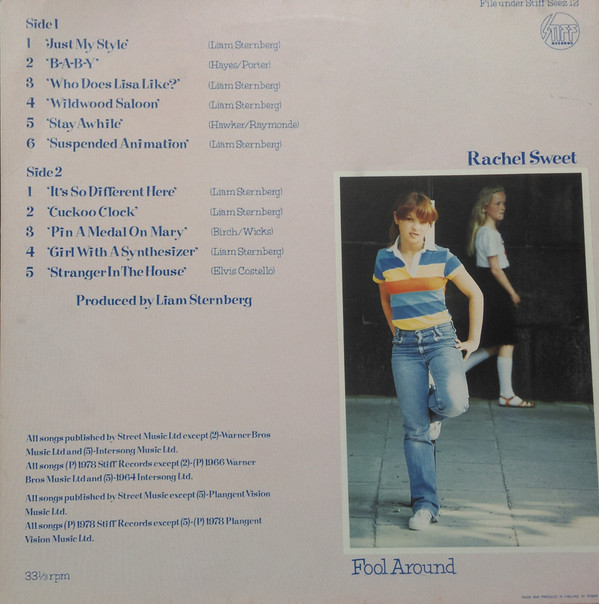 File under Stiff Seez 12
STIFF
RECORDS
Side 1
1 'Just My Style' (Liam Sternberg)
2 'B-A-B-Y' (Hayes/Porter)
3 'Who Does Lisa Like?' (Liam Sternberg)
4 'Wildwood Saloon' (Liam Sternberg)
5 'Stay Awhile' (Hawker/Raymonde)
6 'Suspended Animation' (Liam Sternberg)
Side 2
1 'It's So Different Here' (Liam Sternberg)
2 'Cuckoo Clock' (Liam Sternberg)
3 'Pin A Medal On Mary' (Birch/Wicks)
4 'Girl With A Synthesizer' (Liam Sternberg)
5 'Stranger In The House' (Elvis Costello)
Produced by Liam Sternberg
Rachel Sweet
All songs published by Street Music Ltd except (2)-Warner Bros
Music Ltd and (5)-Intersong Music Ltd.
All songs (P) 1978 Stiff Records except (2)-(P) 1966 Warner
Bros Music Ltd and (5)-1964 Intersong Ltd.
All songs published by Street Music except (5)-Plangent Vision
Music Ltd.
All songs (P) 1978 Stiff Records except (5)-(P) 1978 Plangent
Vision Music Ltd.
33⅓ rpm
Fool Around